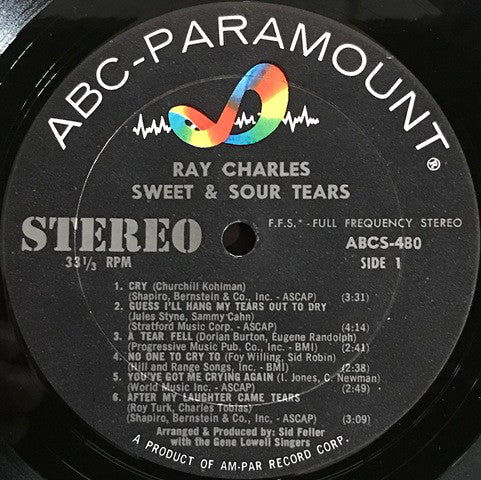 ABC-PARAMOUNT®
RAY CHARLES
SWEET & SOUR TEARS
STEREO
33 1/3 RPM
F.F.S.*-FULL FREQUENCY STEREO
ABCS-480
SIDE 1
1. CRY (Churchill Kohlman)
(Shapiro, Bernstein & Co., Inc. - ASCAP) (3:31)
2. GUESS I'LL HANG MY TEARS OUT TO DRY
(Jules Styne, Sammy Cahn)
(Stratford Music Corp. - ASCAP) (4:14)
3. A TEAR FELL (Dorian Burton, Eugene Randolph)
(Progressive Music Pub. Co., Inc. - BMI) (2:41)
4. NO ONE TO CRY TO (Foy Willing, Sid Robin)
(Hill and Range Songs, Inc. - BMI) (2:38)
5. YOU'VE GOT ME CRYING AGAIN (I. Jones, C. Newman)
(World Music Inc. - ASCAP) (2:49)
6. AFTER MY LAUGHTER CAME TEARS
(Roy Turk, Charles Tobias)
(Shapiro, Bernstein & Co., Inc. - ASCAP) (3:09)
Arranged & Produced by: Sid Feller
with the Gene Lowell Singers
A PRODUCT OF AM-PAR RECORD CORP.